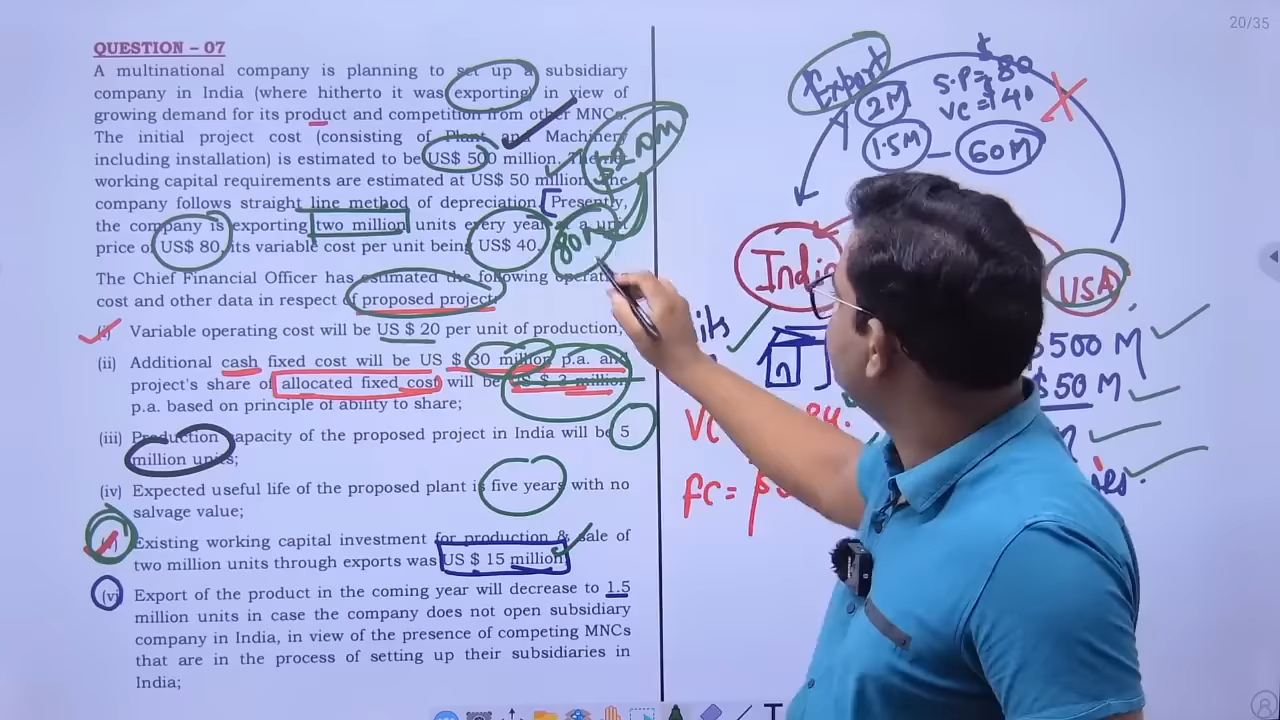 20/35
QUESTION – 07
A multinational company is planning to set up a subsidiary
company in India (where hitherto it was exporting) in view of
growing demand for its product and competition from other MNCs.
The initial project cost (consisting of Plant and Machinery
including installation) is estimated to be US$ 500 million. The net
working capital requirements are estimated at US$ 50 million. The
company follows straight line method of depreciation. Presently,
the company is exporting two million units every year at a unit
price of US$ 80, its variable cost per unit being US$ 40.
The Chief Financial Officer has estimated the following operating
cost and other data in respect of proposed project:
Variable operating cost will be US $ 20 per unit of production;
(ii) Additional cash fixed cost will be US $ 30 million p.a. and
project's share of allocated fixed cost will be US $ 3 million
p.a. based on principle of ability to share;
(iii) Production capacity of the proposed project in India will be 5
million units;
(iv) Expected useful life of the proposed plant is five years with no
salvage value;
Existing working capital investment for production & sale of
two million units through exports was US $ 15 million
(v) Export of the product in the coming year will decrease to 1.5
million units in case the company does not open subsidiary
company in India, in view of the presence of competing MNCs
that are in the process of setting up their subsidiaries in
India;
Export
$
S.P = 80
VC = $ 40
2M
1.5M – 60M
India
USA
$500 M
$50 M
VC
FC =